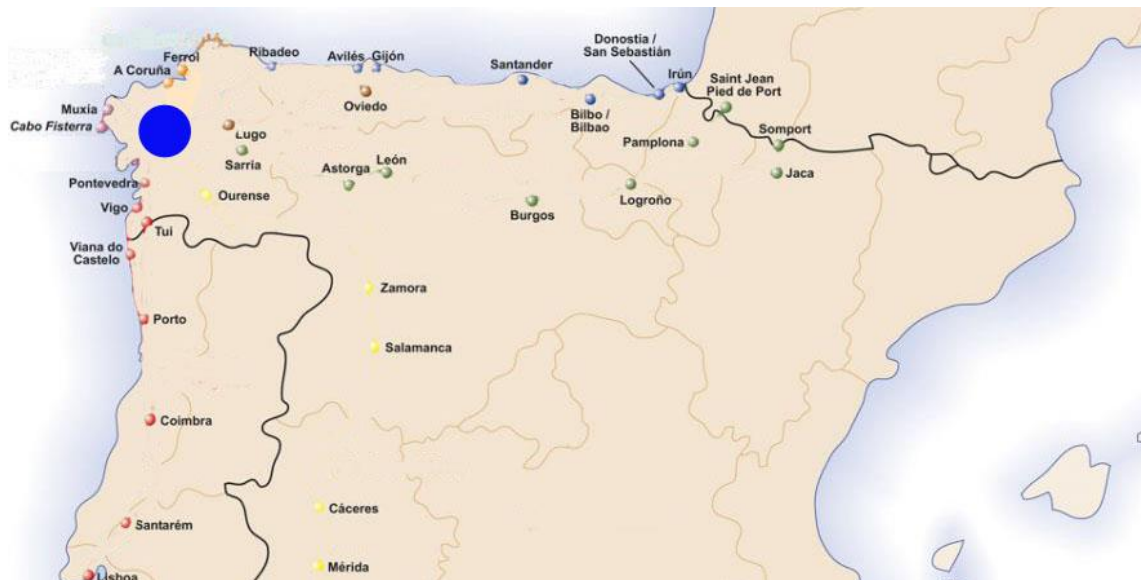 Ferrol
Ribadeo
Avilés
Gijón
A Coruña
Santander
Donostia /
San Sebastián
Irún
Saint Jean
Pied de Port
Muxia
Cabo Fisterra
Oviedo
Bilbo /
Bilbao
Lugo
Sarria
Pamplona
Somport
León
Astorga
Jaca
Pontevedra
Ourense
Logroño
Vigo
Burgos
Tui
Viana do
Castelo
Zamora
Porto
Salamanca
Coimbra
Cáceres
Santarém
Mérida
Lisboa